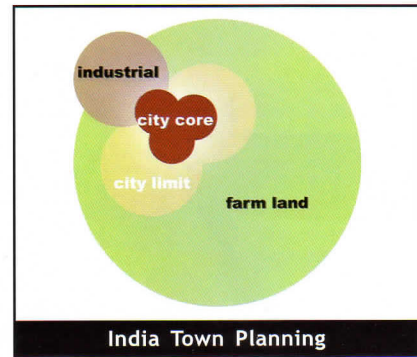 industrial
city core
city limit
farm land
India Town Planning